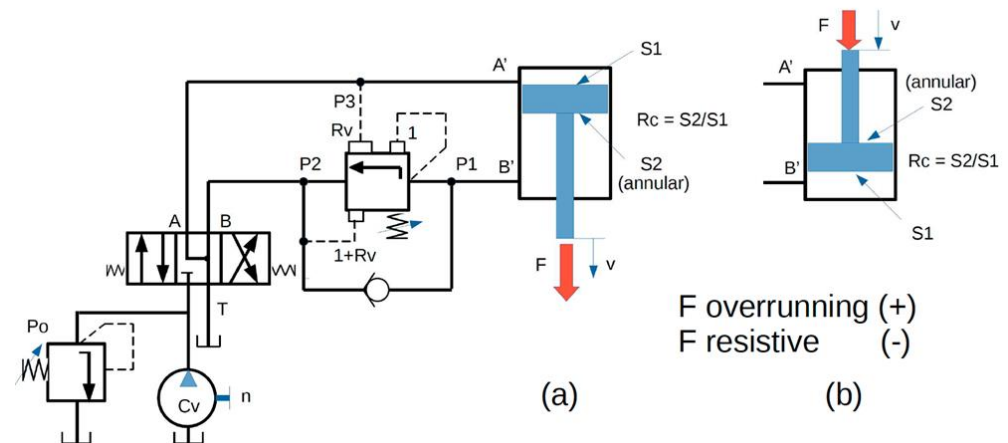 A'
S1
P3
Rv
1
Rc = S2/S1
P2
P1
B'
S2
(annular)
A
B
1+Rv
T
F
v
Po
Cv
n
(a)
F
v
A'
(annular)
S2
B'
Rc = S2/S1
S1
F overrunning (+)
F resistive (-)
(b)